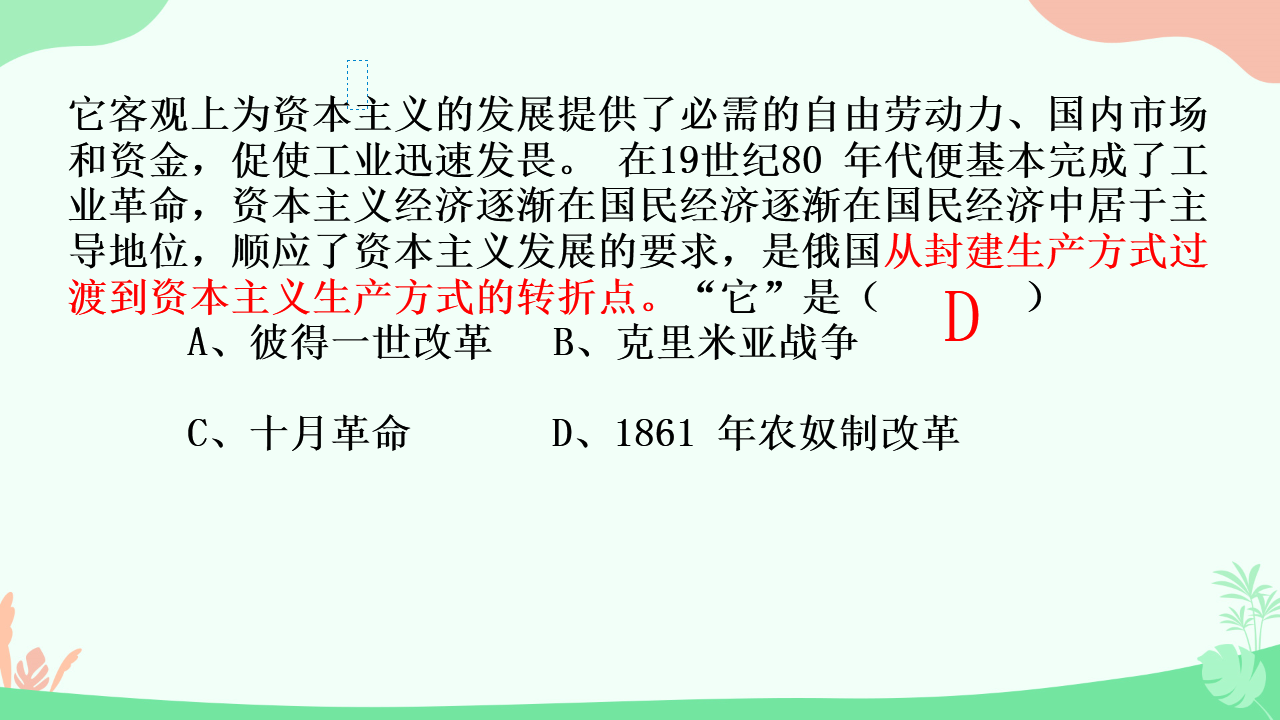 它客观上为资本主义的发展提供了必需的自由劳动力、国内市场
和资金，促使工业迅速发畏。 在19世纪80 年代便基本完成了工
业革命，资本主义经济逐渐在国民经济逐渐在国民经济中居于主
导地位，顺应了资本主义发展的要求，是俄国从封建生产方式过
渡到资本主义生产方式的转折点。“它”是（ D ）
A、彼得一世改革 B、克里米亚战争
C、十月革命 D、1861 年农奴制改革